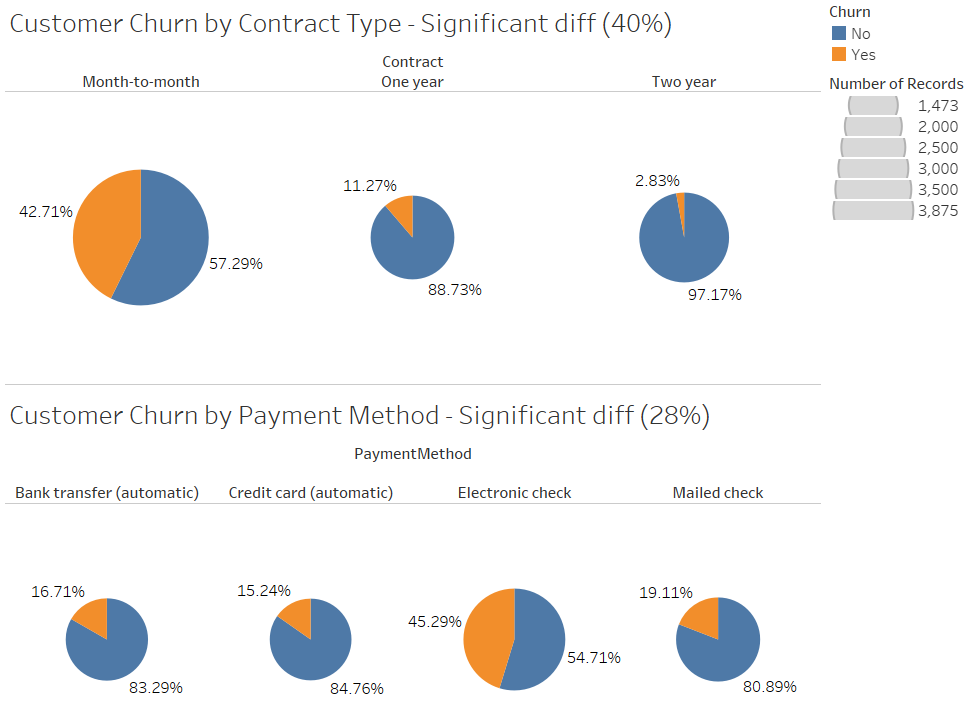 Customer Churn by Contract Type - Significant diff (40%)
Contract
Month-to-month One year Two year
42.71%
57.29%
11.27%
88.73%
2.83%
97.17%
Churn
No
Yes
Number of Records
1,473
2,000
2,500
3,000
3,500
3,875
Customer Churn by Payment Method - Significant diff (28%)
PaymentMethod
Bank transfer (automatic) Credit card (automatic) Electronic check Mailed check
16.71%
83.29%
15.24%
84.76%
45.29%
54.71%
19.11%
80.89%